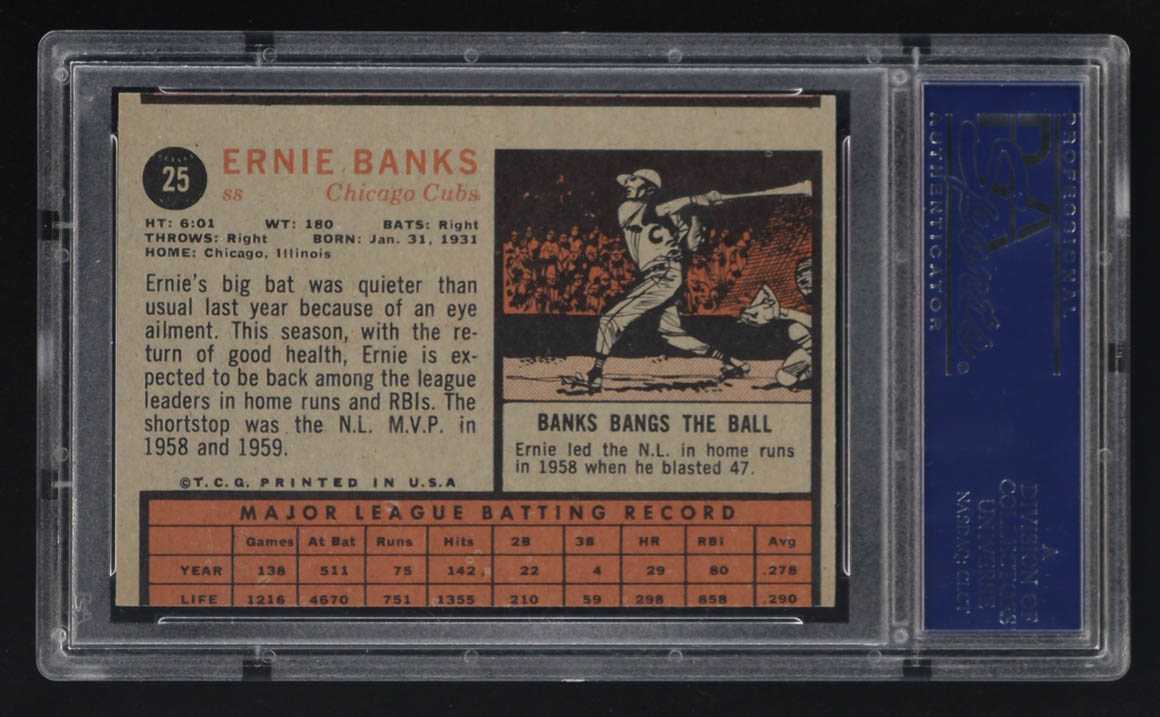 25
ERNIE BANKS
ss Chicago Cubs
HT: 6:01 WT: 180 BATS: Right
THROWS: Right BORN: Jan. 31, 1931
HOME: Chicago, Illinois
Ernie's big bat was quieter than
usual last year because of an eye
ailment. This season, with the re-
turn of good health, Ernie is ex-
pected to be back among the league
leaders in home runs and RBIs. The
shortstop was the N.L. M.V.P. in
1958 and 1959.
©T.C.G. PRINTED IN U.S.A
C
BANKS BANGS THE BALL
Ernie led the N.L. in home runs
in 1958 when he blasted 47.
MAJOR LEAGUE BATTING RECORD
Games At Bat Runs Hits 2B 3B HR RBI Avg
YEAR 138 511 75 142 22 4 29 80 .278
LIFE 1216 4670 751 1355 210 59 298 858 .290
PSA
PROFESSIONAL
Sports
AUTHENTICATOR
®
A
DIVISION OF
COLLECTORS
UNIVERSE
NASDAQ: CLCT
PSA